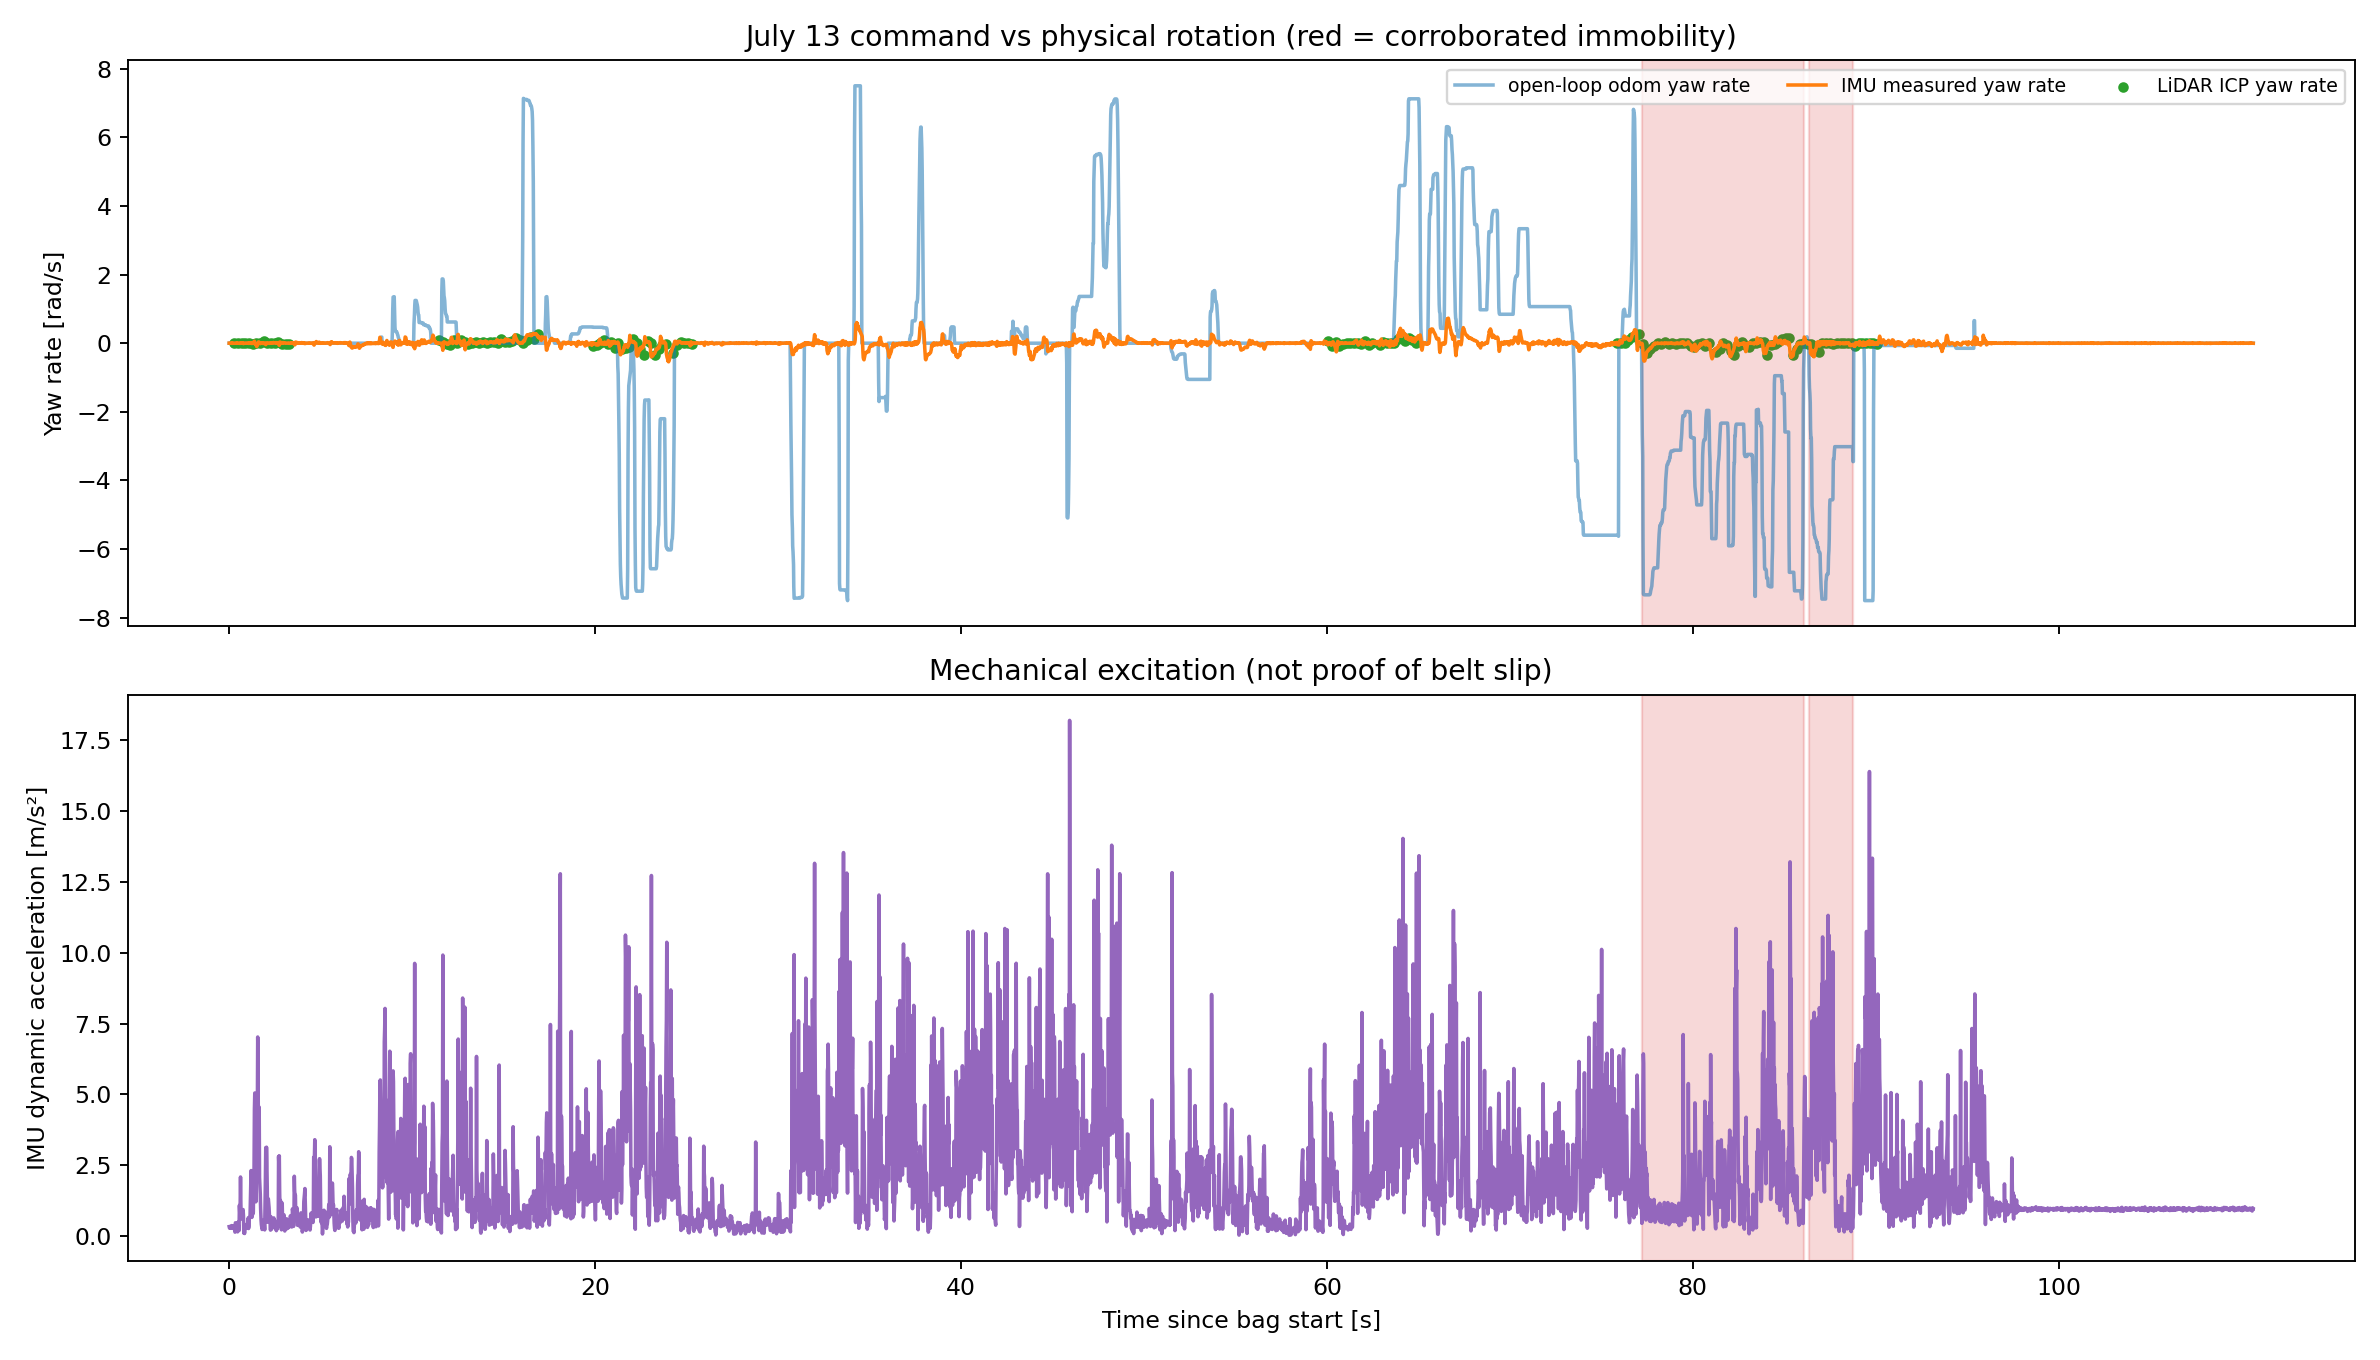 July 13 command vs physical rotation (red = corroborated immobility)
open-loop odom yaw rate IMU measured yaw rate LiDAR ICP yaw rate
Yaw rate [rad/s]
8
6
4
2
0
−2
−4
−6
−8
Mechanical excitation (not proof of belt slip)
IMU dynamic acceleration [m/s²]
17.5
15.0
12.5
10.0
7.5
5.0
2.5
0.0
0 20 40 60 80 100
Time since bag start [s]